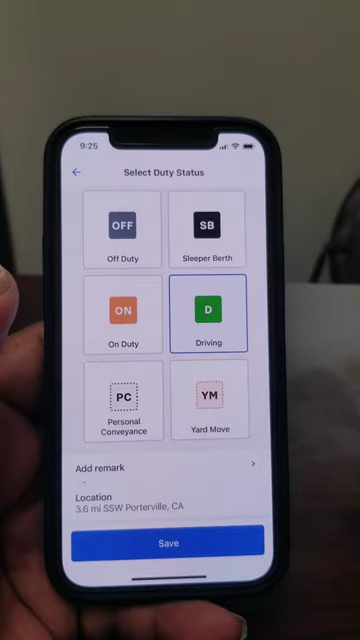 9:25
Select Duty Status
OFF
SB
Off Duty
Sleeper Berth
ON
D
On Duty
Driving
PC
YM
Personal
Conveyance
Yard Move
Add remark
-
Location
3.6 mi SSW Porterville, CA
Save